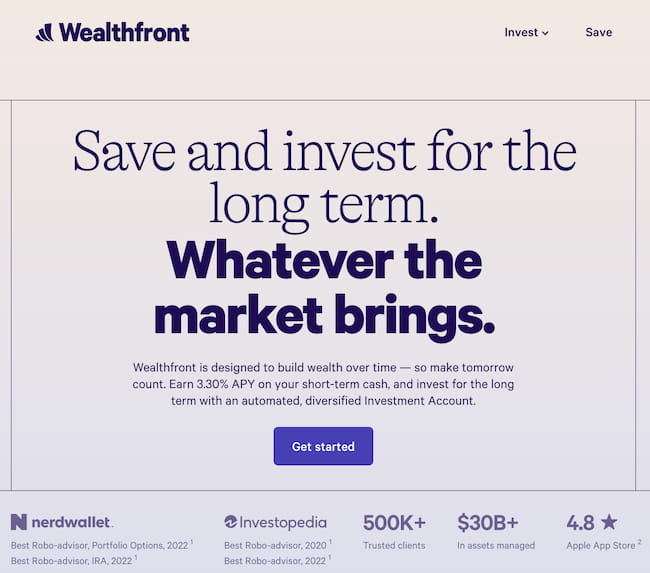 Wealthfront
Invest
Save
Save and invest for the
long term.
Whatever the
market brings.
Wealthfront is designed to build wealth over time — so make tomorrow
count. Earn 3.30% APY on your short-term cash, and invest for the long
term with an automated, diversified Investment Account.
Get started
nerdwallet.
Best Robo-advisor, Portfolio Options, 2022 1
Best Robo-advisor, IRA, 2022 1
Investopedia
Best Robo-advisor, 2020 1
Best Robo-advisor, 2022 1
500K+
Trusted clients
$30B+
In assets managed
4.8 ★
Apple App Store 2